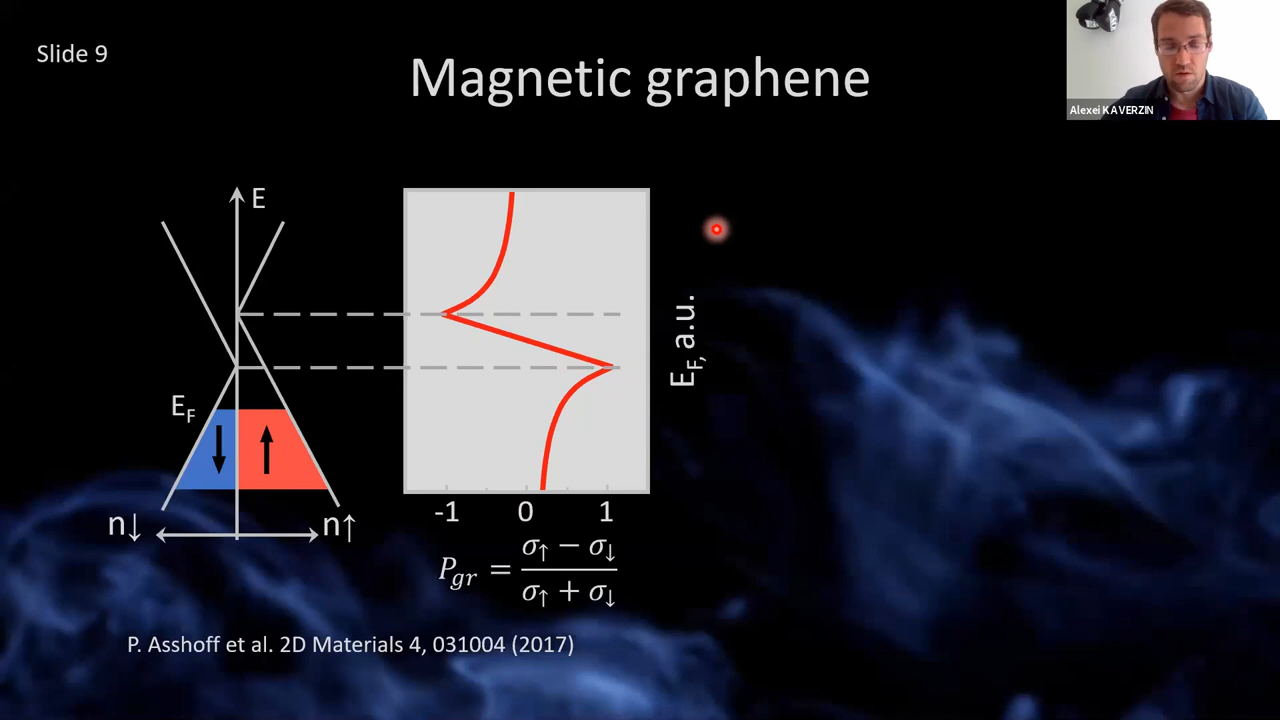 Slide 9
Magnetic graphene
Alexei KAVERZIN
E
E_F
n↓
n↑
-1 0 1
E_F, a.u.
P_gr = (σ↑ − σ↓) / (σ↑ + σ↓)
P. Asshoff et al. 2D Materials 4, 031004 (2017)